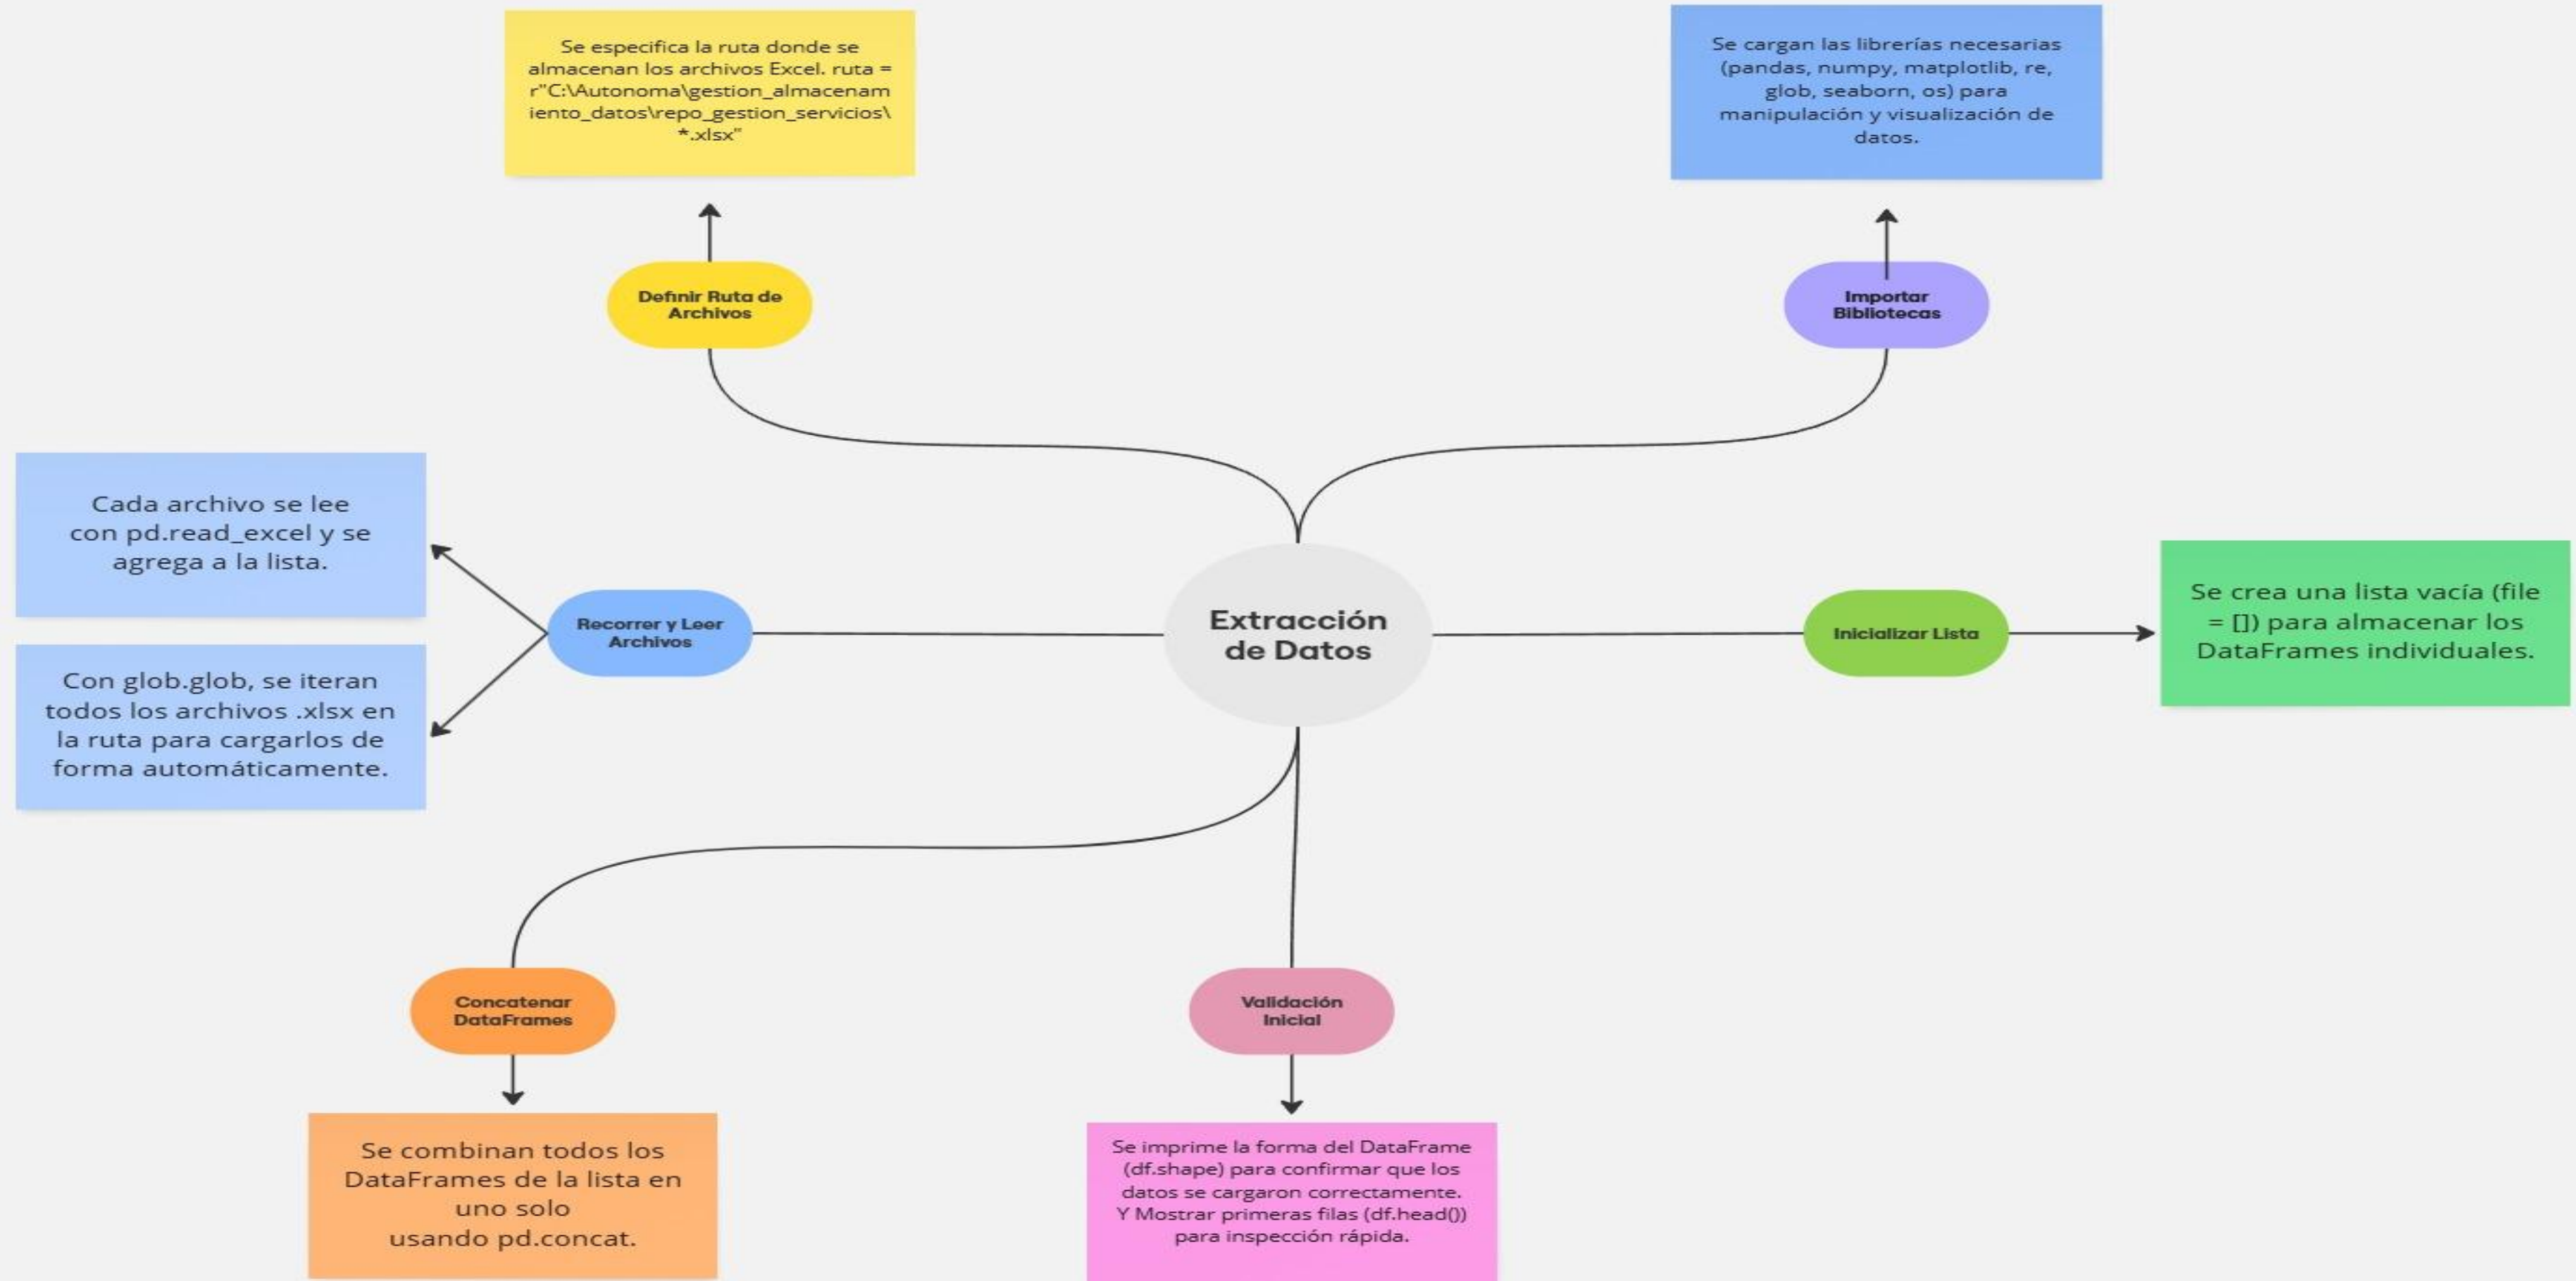 Se especifica la ruta donde se
almacenan los archivos Excel. ruta =
r"C:\Autonoma\gestion_almacenam
iento_datos\repo_gestion_servicios\
*.xlsx"
Se cargan las librerías necesarias
(pandas, numpy, matplotlib, re,
glob, seaborn, os) para
manipulación y visualización de
datos.
Definir Ruta de
Archivos
Importar
Bibliotecas
Cada archivo se lee
con pd.read_excel y se
agrega a la lista.
Con glob.glob, se iteran
todos los archivos .xlsx en
la ruta para cargarlos de
forma automáticamente.
Recorrer y Leer
Archivos
Extracción
de Datos
Inicializar Lista
Se crea una lista vacía (file
= []) para almacenar los
DataFrames individuales.
Concatenar
DataFrames
Validación
Inicial
Se combinan todos los
DataFrames de la lista en
uno solo
usando pd.concat.
Se imprime la forma del DataFrame
(df.shape) para confirmar que los
datos se cargaron correctamente.
Y Mostrar primeras filas (df.head())
para inspección rápida.